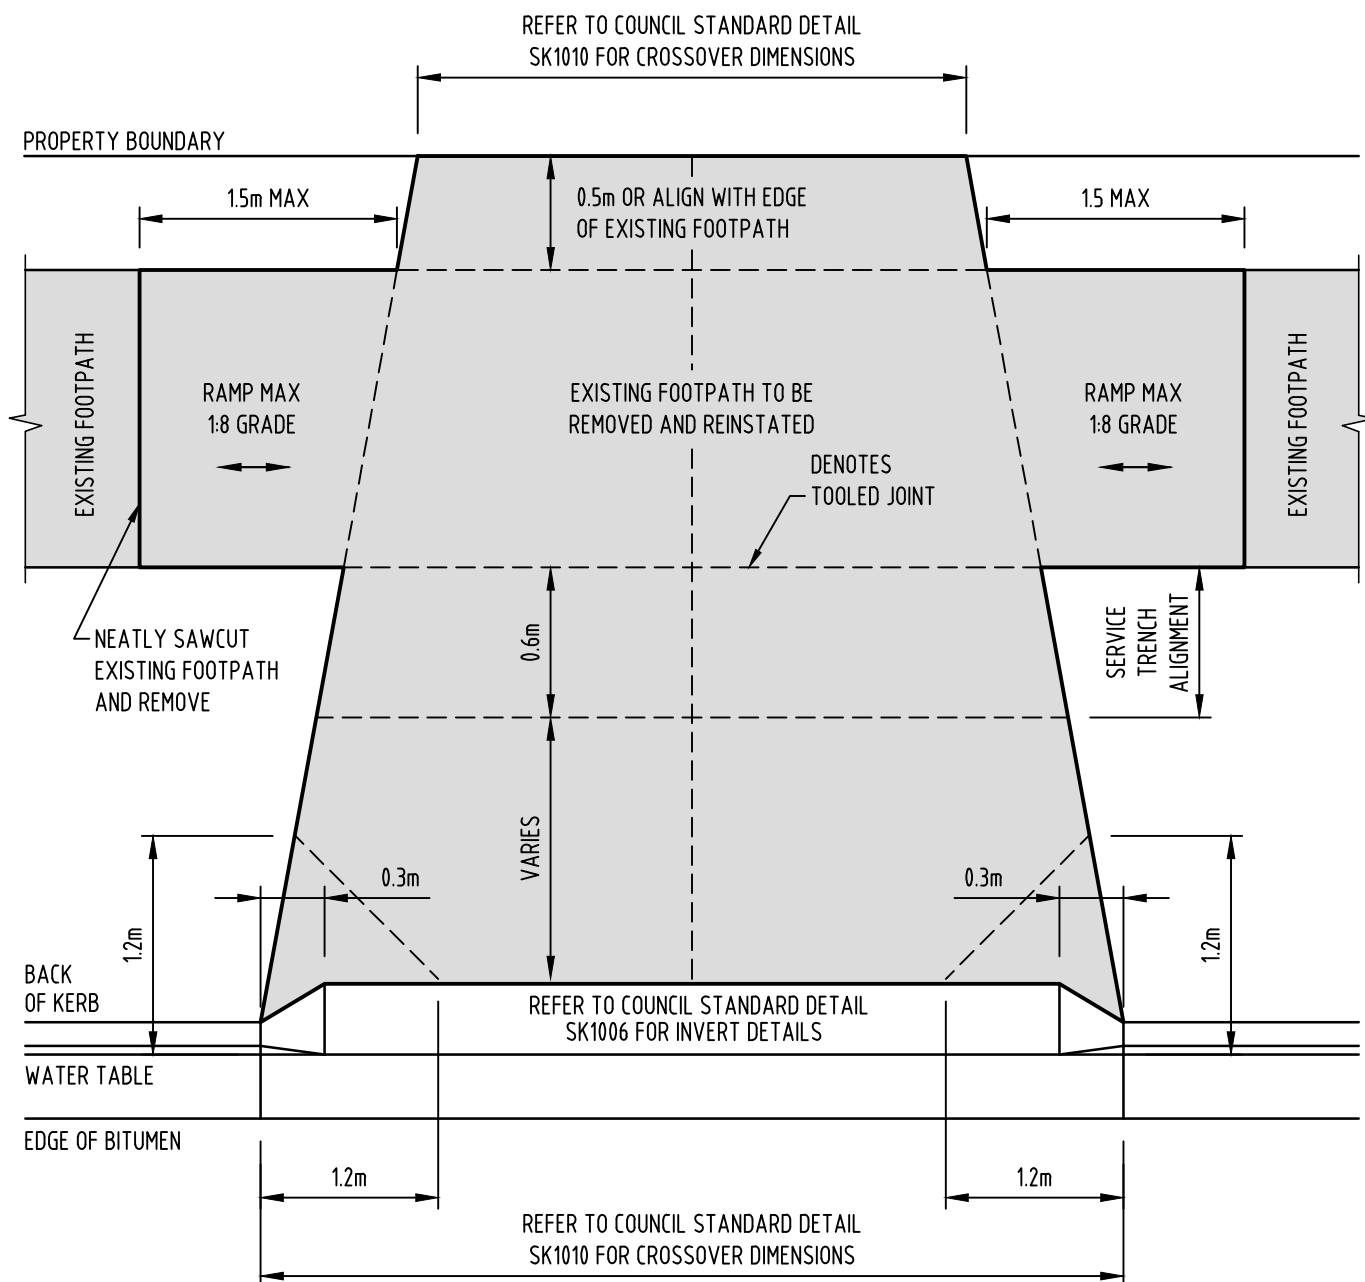 REFER TO COUNCIL STANDARD DETAIL
SK1010 FOR CROSSOVER DIMENSIONS
PROPERTY BOUNDARY
1.5m MAX
0.5m OR ALIGN WITH EDGE
OF EXISTING FOOTPATH
1.5 MAX
EXISTING FOOTPATH
RAMP MAX
1:8 GRADE
EXISTING FOOTPATH TO BE
REMOVED AND REINSTATED
RAMP MAX
1:8 GRADE
EXISTING FOOTPATH
DENOTES
TOOLED JOINT
NEATLY SAWCUT
EXISTING FOOTPATH
AND REMOVE
0.6m
SERVICE
TRENCH
ALIGNMENT
VARIES
0.3m
0.3m
1.2m
1.2m
BACK
OF KERB
REFER TO COUNCIL STANDARD DETAIL
SK1006 FOR INVERT DETAILS
WATER TABLE
EDGE OF BITUMEN
1.2m
1.2m
REFER TO COUNCIL STANDARD DETAIL
SK1010 FOR CROSSOVER DIMENSIONS